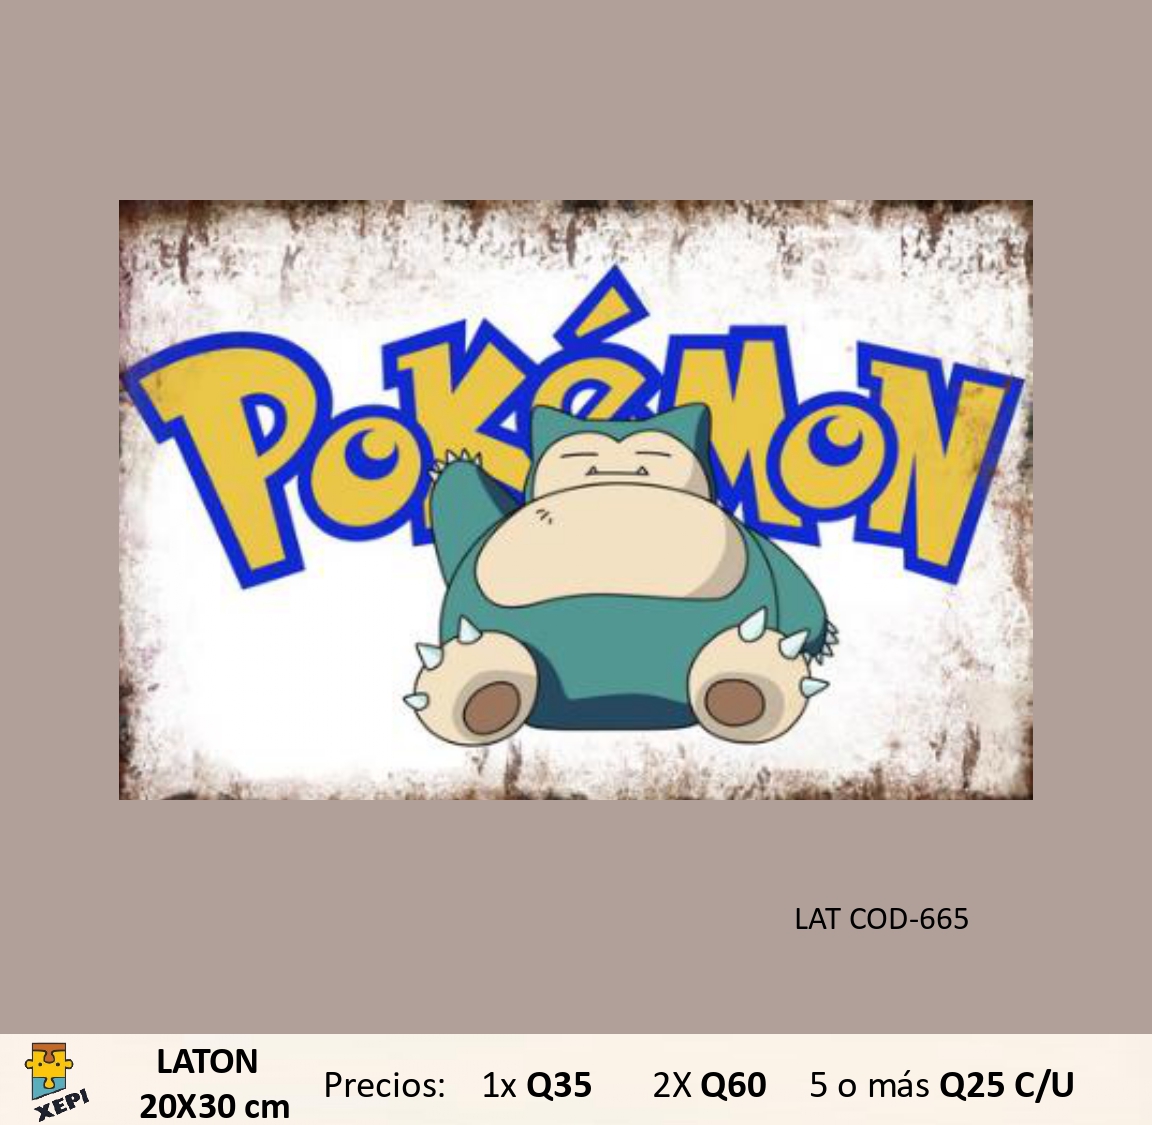 POKéMON
LAT COD-665
LATON
20X30 cm
Precios: 1x Q35 2X Q60 5 o más Q25 C/U
XEPI